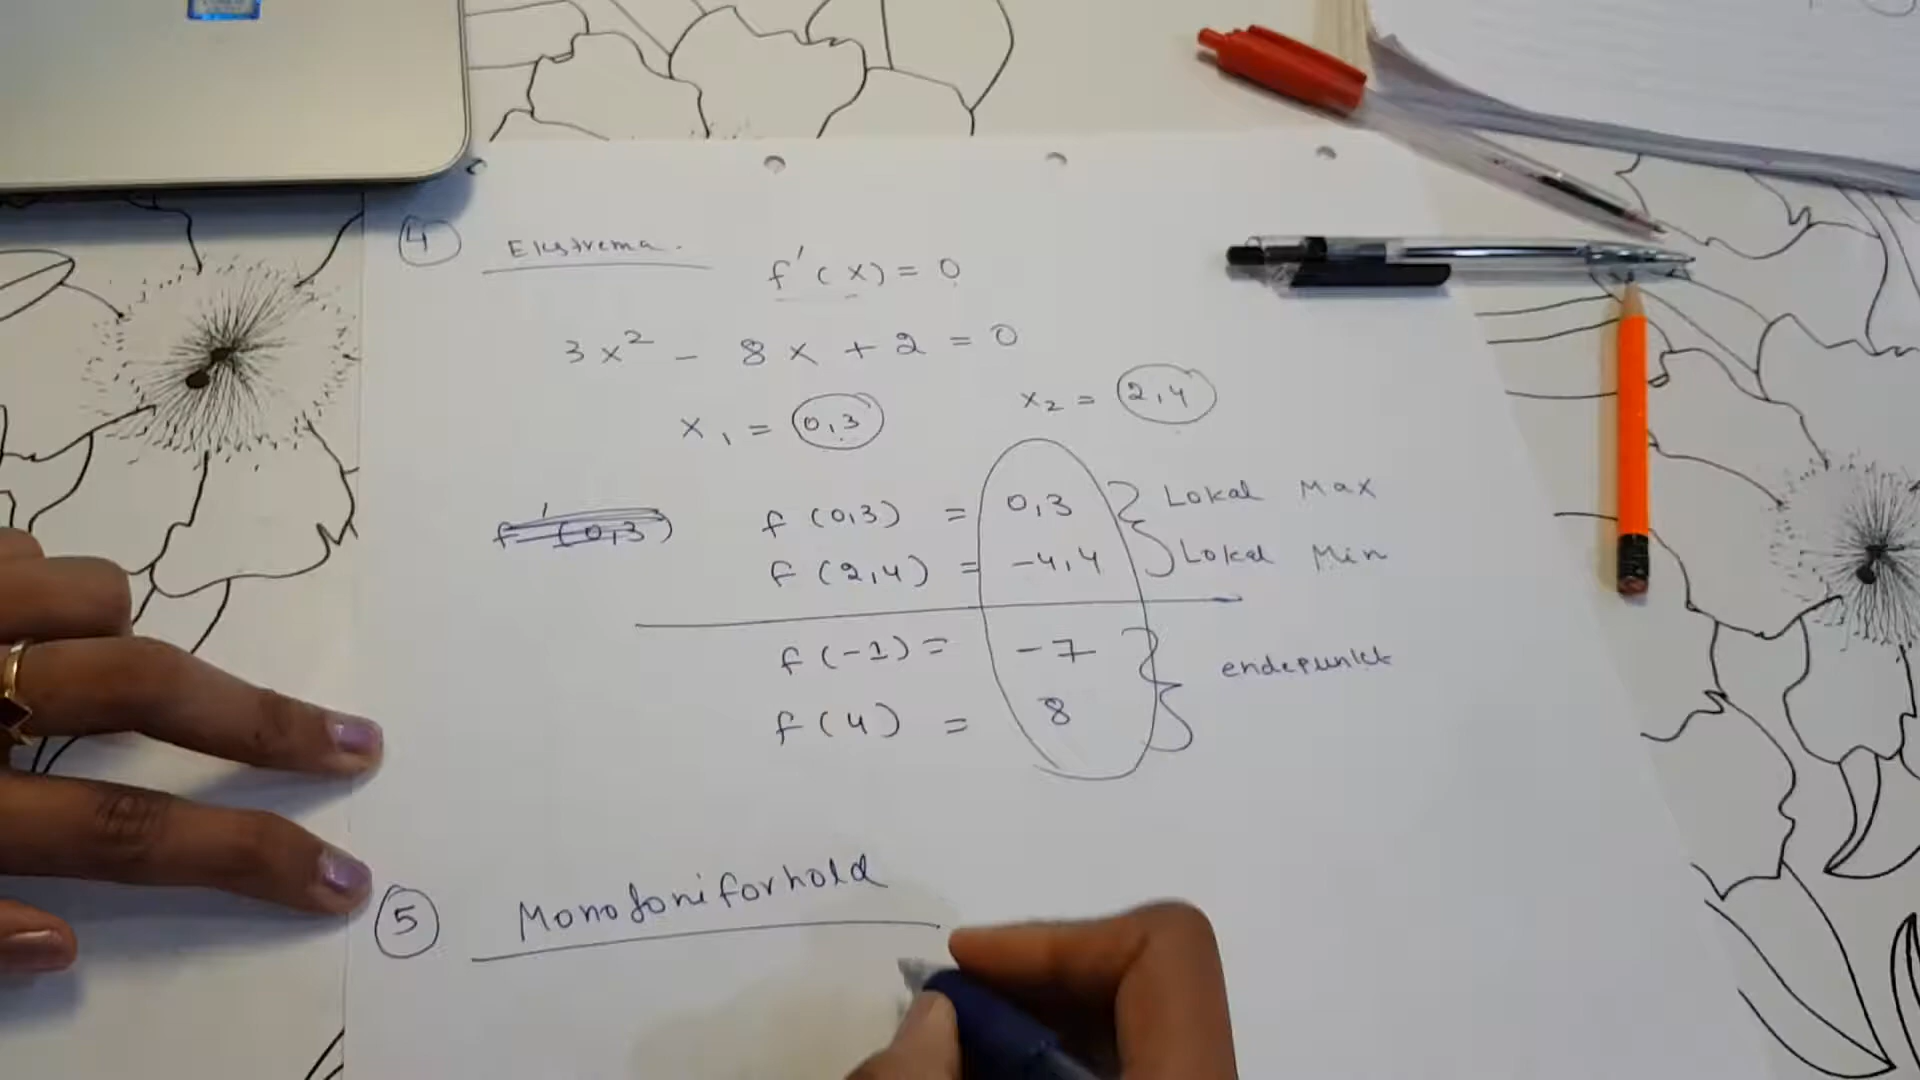 4 Ekstrema.
f'(x) = 0
3x² - 8x + 2 = 0
x₁ = 0,3 x₂ = 2,4
f'(0,3) f(0,3) = 0,3 Lokal Max
f(2,4) = -4,4 Lokal Min
f(-1) = -7
endepunkt
f(4) = 8
5 Monotoniforhold